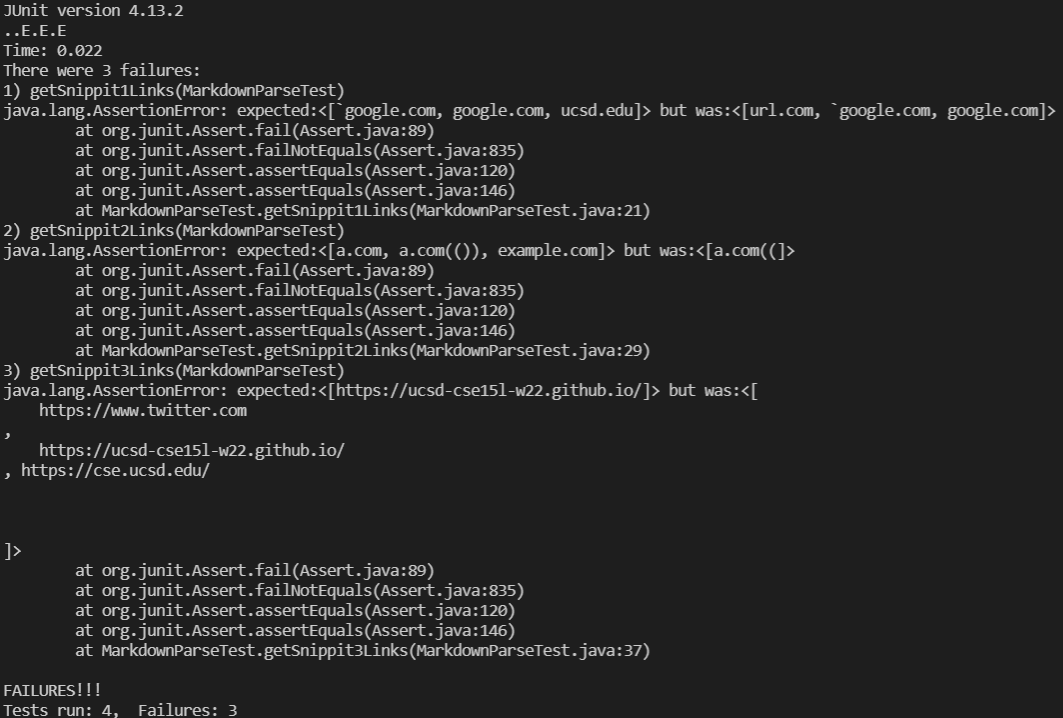 JUnit version 4.13.2
..E.E.E
Time: 0.022
There were 3 failures:
1) getSnippit1Links(MarkdownParseTest)
java.lang.AssertionError: expected:<[`google.com, google.com, ucsd.edu]> but was:<[url.com, `google.com, google.com]>
        at org.junit.Assert.fail(Assert.java:89)
        at org.junit.Assert.failNotEquals(Assert.java:835)
        at org.junit.Assert.assertEquals(Assert.java:120)
        at org.junit.Assert.assertEquals(Assert.java:146)
        at MarkdownParseTest.getSnippit1Links(MarkdownParseTest.java:21)
2) getSnippit2Links(MarkdownParseTest)
java.lang.AssertionError: expected:<[a.com, a.com(()), example.com]> but was:<[a.com((]>
        at org.junit.Assert.fail(Assert.java:89)
        at org.junit.Assert.failNotEquals(Assert.java:835)
        at org.junit.Assert.assertEquals(Assert.java:120)
        at org.junit.Assert.assertEquals(Assert.java:146)
        at MarkdownParseTest.getSnippit2Links(MarkdownParseTest.java:29)
3) getSnippit3Links(MarkdownParseTest)
java.lang.AssertionError: expected:<[https://ucsd-cse15l-w22.github.io/]> but was:<[
    https://www.twitter.com
,
    https://ucsd-cse15l-w22.github.io/
, https://cse.ucsd.edu/



]>
        at org.junit.Assert.fail(Assert.java:89)
        at org.junit.Assert.failNotEquals(Assert.java:835)
        at org.junit.Assert.assertEquals(Assert.java:120)
        at org.junit.Assert.assertEquals(Assert.java:146)
        at MarkdownParseTest.getSnippit3Links(MarkdownParseTest.java:37)

FAILURES!!!
Tests run: 4,  Failures: 3